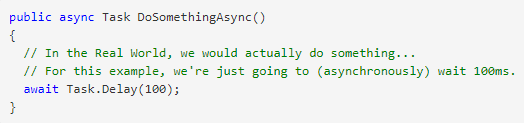 public async Task DoSomethingAsync()
{
  // In the Real World, we would actually do something...
  // For this example, we're just going to (asynchronously) wait 100ms.
  await Task.Delay(100);
}